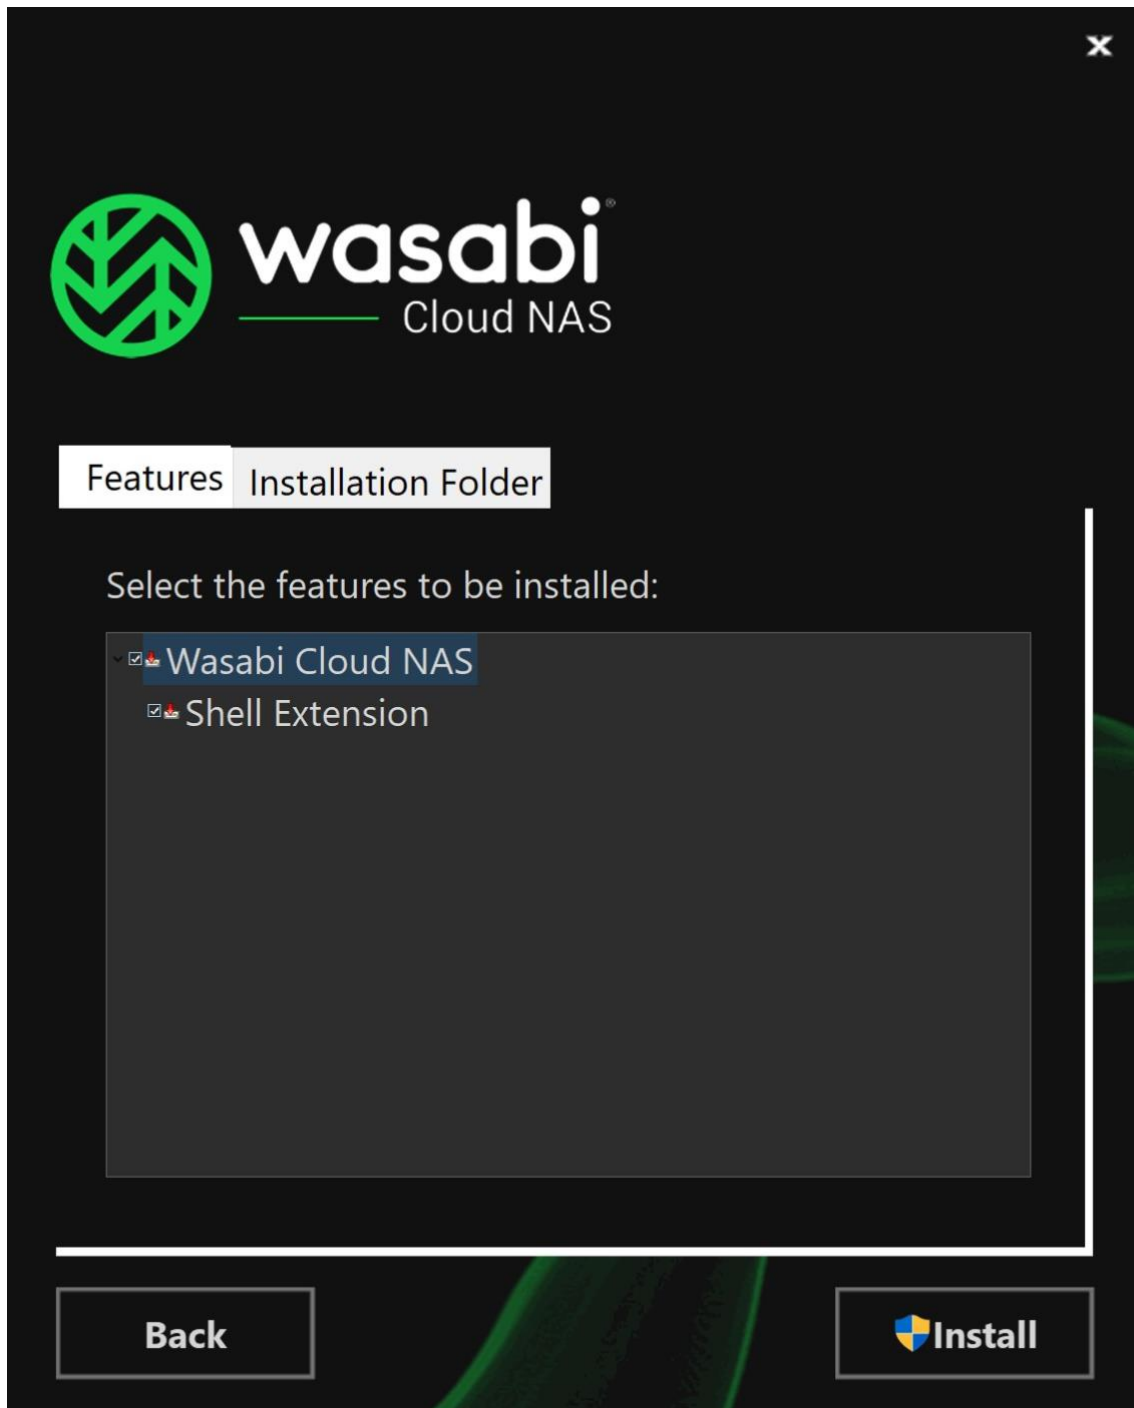 wasabi®
Cloud NAS
Features Installation Folder
Select the features to be installed:
Wasabi Cloud NAS
Shell Extension
Back Install